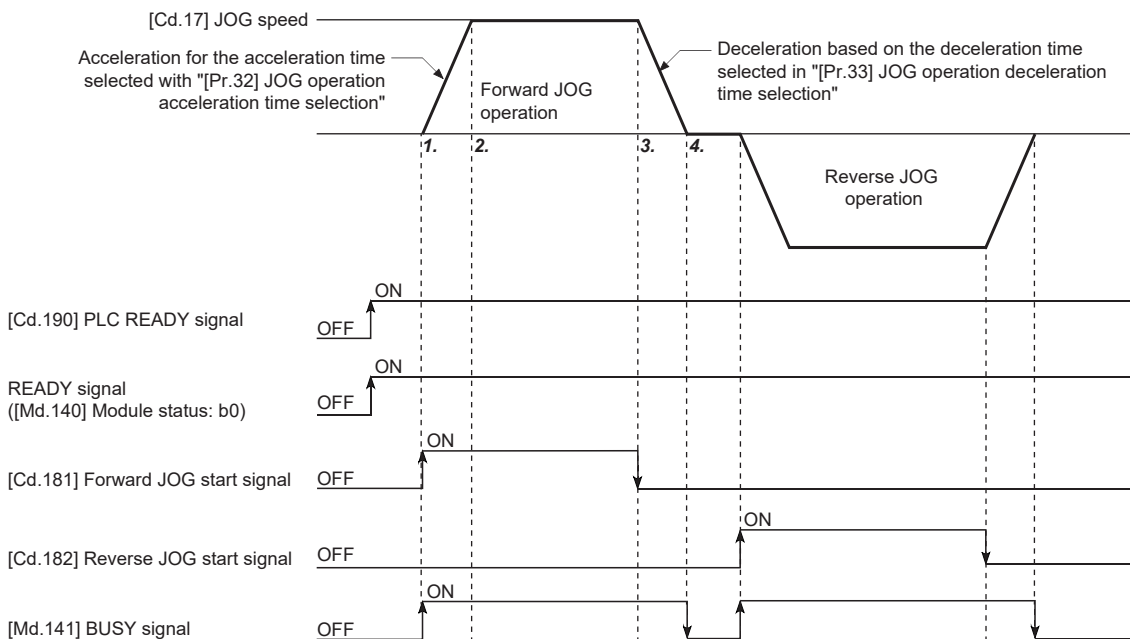 [Cd.17] JOG speed
Acceleration for the acceleration time
selected with "[Pr.32] JOG operation
acceleration time selection"
Forward JOG
operation
Deceleration based on the deceleration time
selected in "[Pr.33] JOG operation deceleration
time selection"
1.
2.
3.
4.
Reverse JOG
operation
ON
[Cd.190] PLC READY signal
OFF
ON
READY signal
([Md.140] Module status: b0)
OFF
ON
[Cd.181] Forward JOG start signal
OFF
ON
[Cd.182] Reverse JOG start signal
OFF
ON
[Md.141] BUSY signal
OFF